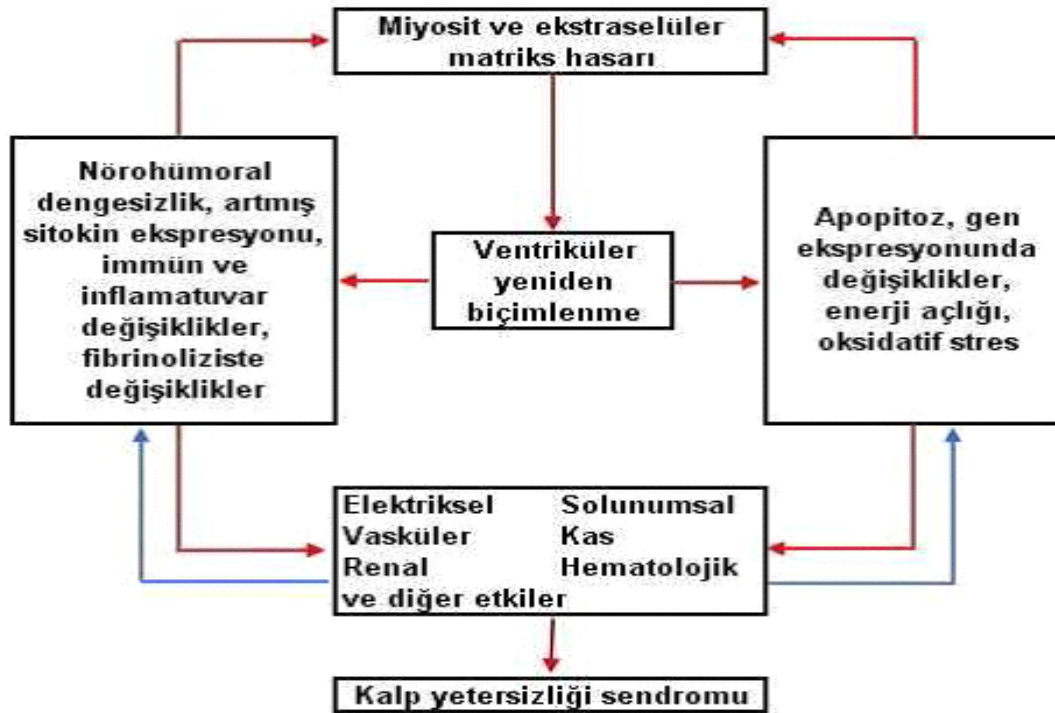 Miyosit ve ekstraselüler
matriks hasarı
Nörohümoral
dengesizlik, artmış
sitokin ekspresyonu,
immün ve
inflamatuvar
değişiklikler,
fibrinoliziste
değişiklikler
Ventriküler
yeniden
biçimlenme
Apopitoz, gen
ekspresyonunda
değişiklikler,
enerji açlığı,
oksidatif stres
Elektriksel Solunumsal
Vasküler Kas
Renal Hematolojik
ve diğer etkiler
Kalp yetersizliği sendromu